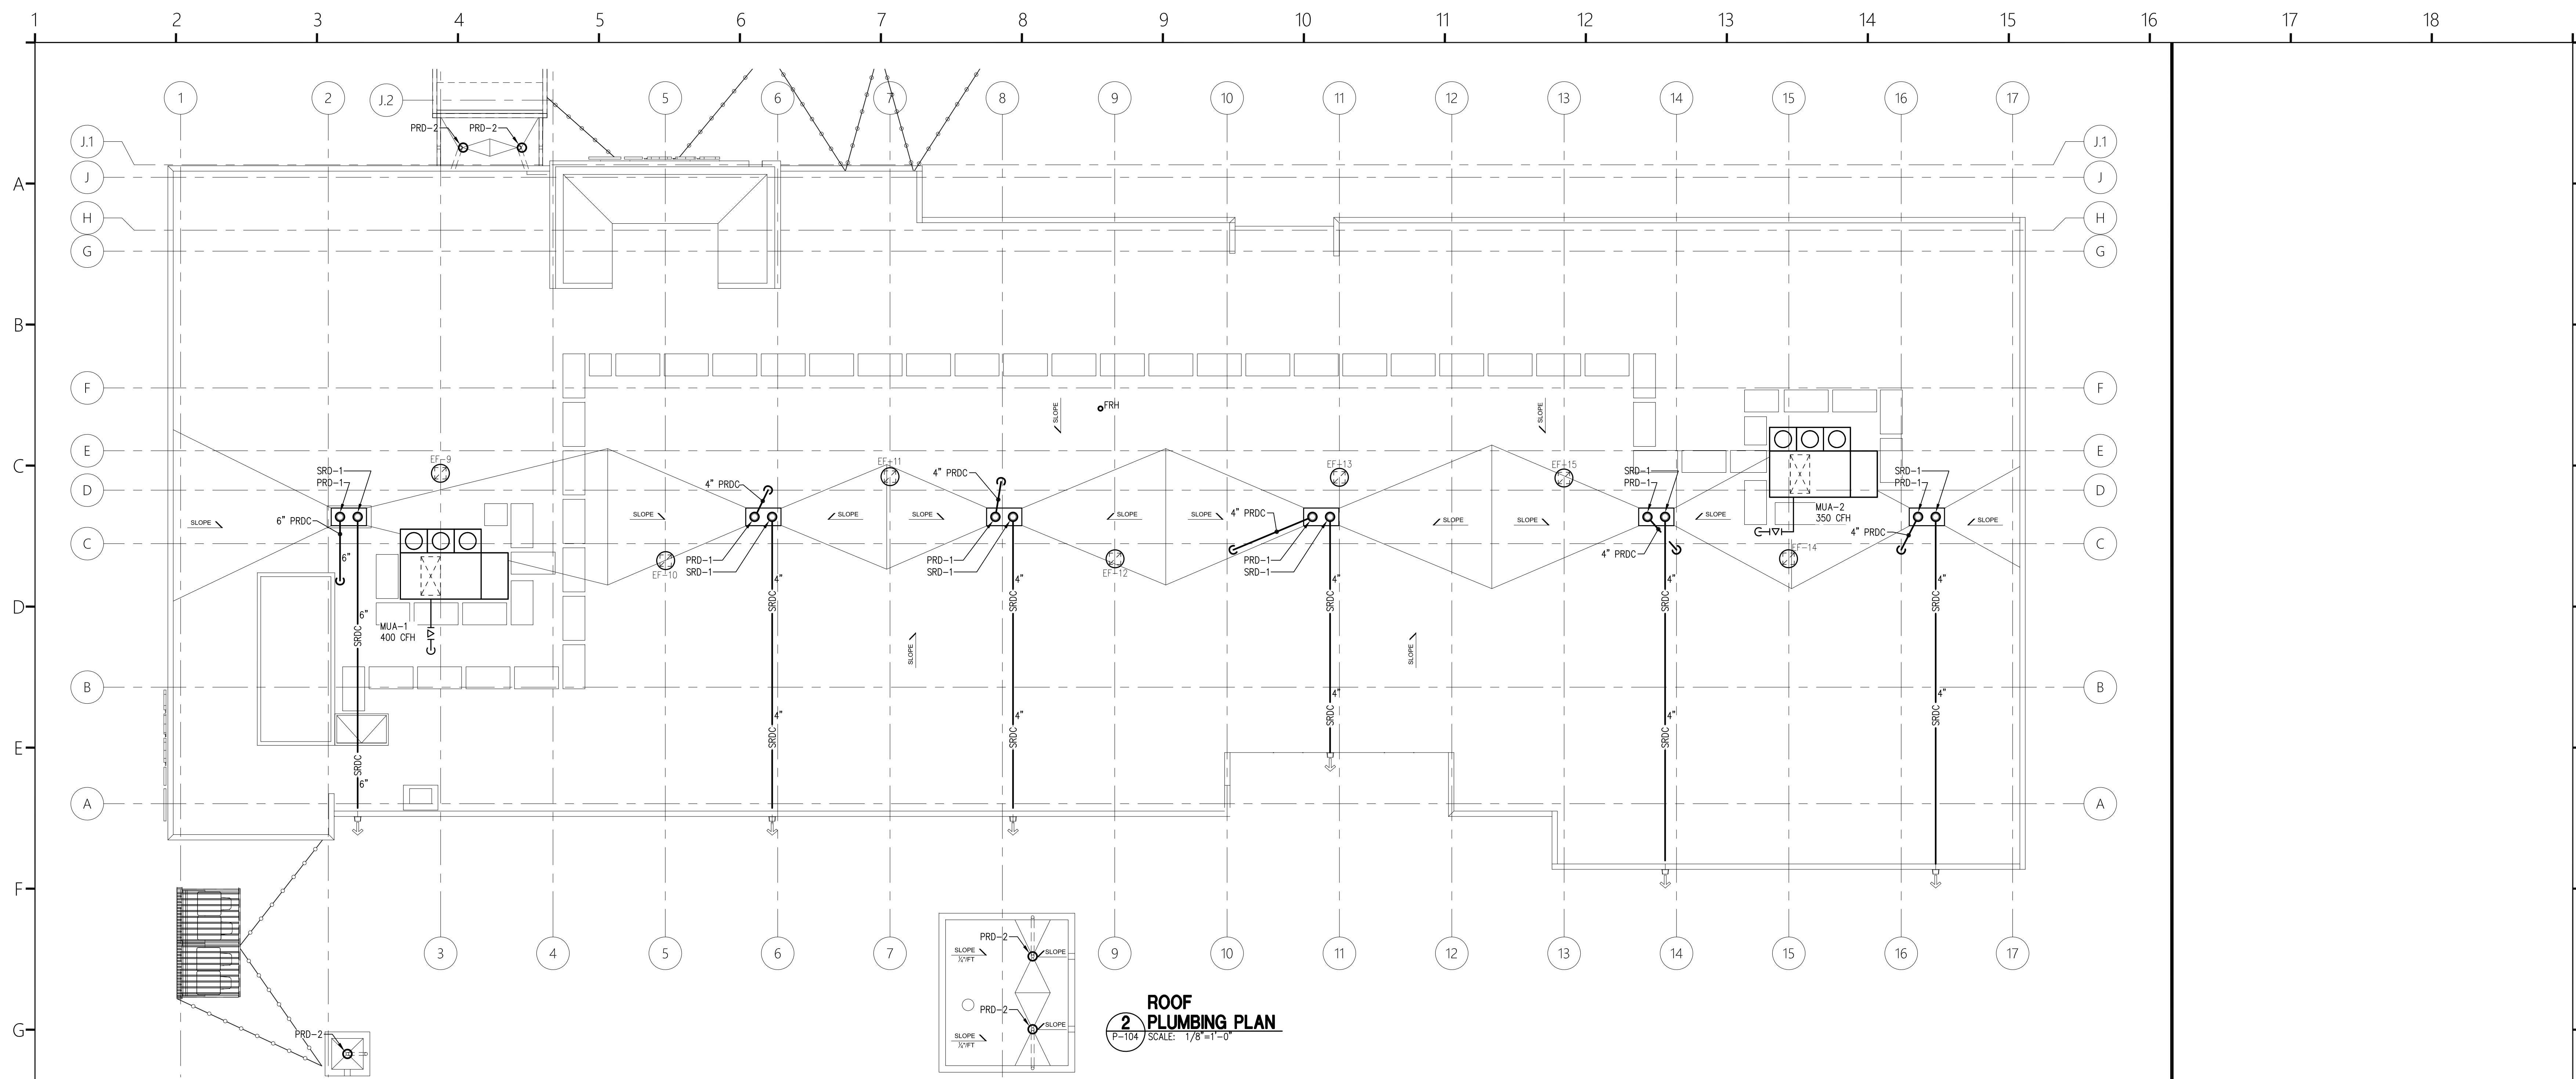 1 2 3 4 5 6 7 8 9 10 11 12 13 14 15 16 17 18
1 2 J.2 5 6 7 8 9 10 11 12 13 14 15 16 17
PRD-2 PRD-2
J.1 J.1
A
J J
H H
G G
B
F F
SLOPE
FRH
SLOPE
E E
C
EF-9
EF-11
EF-13
EF-15
SRD-1
PRD-1
4" PRDC
4" PRDC
SRD-1
PRD-1
SRD-1
PRD-1
D D
6" PRDC
SLOPE
SLOPE
SLOPE
SLOPE
SLOPE
SLOPE
4" PRDC
SLOPE
SLOPE
SLOPE
MUA-2
350 CFH
SLOPE
4" PRDC
C C
6"
4" PRDC
EF-10
PRD-1
SRD-1
PRD-1
SRD-1
EF-12
PRD-1
SRD-1
EF-14
D
4" 4" 4" 4" 4"
SRDC SRDC SRDC SRDC SRDC
6"
MUA-1
400 CFH
SRDC
SLOPE
SLOPE
B B
4" 4" 4" 4" 4"
SRDC SRDC SRDC SRDC SRDC
E
SRDC
6"
A A
F
3 4 5 6 7 8 9 10 11 12 13 14 15 16 17
PRD-2
SLOPE
SLOPE
¼"/FT
PRD-2
SLOPE
SLOPE
¼"/FT
G
PRD-2
ROOF
2 PLUMBING PLAN
P-104 SCALE: 1/8"=1'-0"